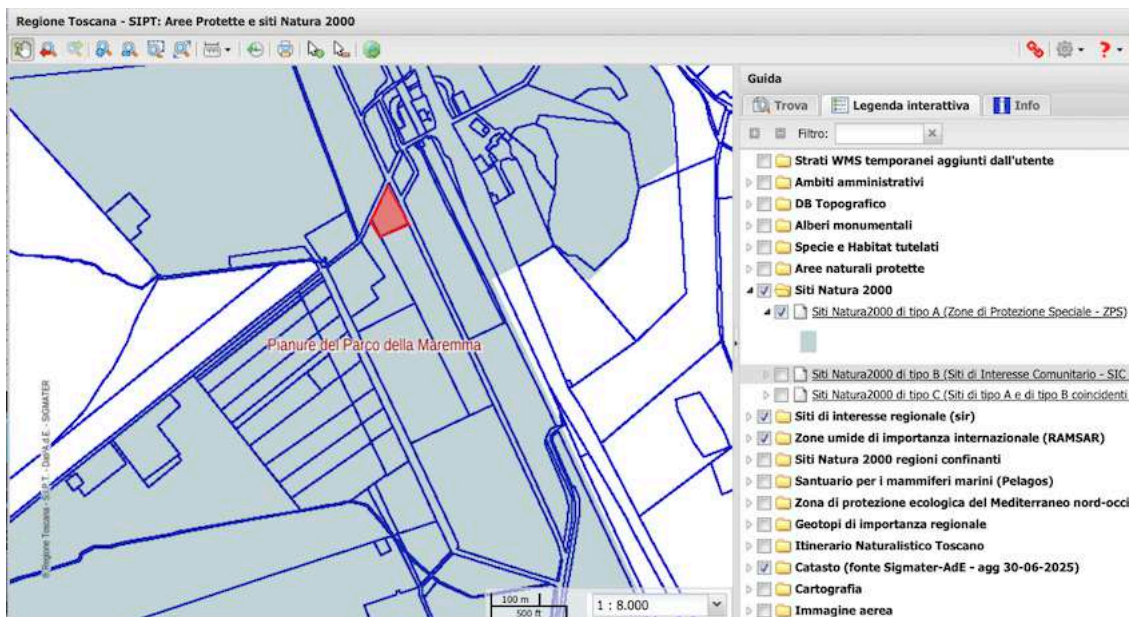 Regione Toscana - SIPT: Aree Protette e siti Natura 2000
Guida
Trova
Legenda interattiva
Info
Filtro:
Strati WMS temporanei aggiunti dall'utente
Ambiti amministrativi
DB Topografico
Alberi monumentali
Specie e Habitat tutelati
Aree naturali protette
Siti Natura 2000
Siti Natura2000 di tipo A (Zone di Protezione Speciale - ZPS)
Siti Natura2000 di tipo B (Siti di Interesse Comunitario - SIC
Siti Natura2000 di tipo C (Siti di tipo A e di tipo B coincidenti
Siti di interesse regionale (sir)
Zone umide di importanza internazionale (RAMSAR)
Siti Natura 2000 regioni confinanti
Santuario per i mammiferi marini (Pelagos)
Zona di protezione ecologica del Mediterraneo nord-occi
Geotopi di importanza regionale
Itinerario Naturalistico Toscano
Catasto (fonte Sigmater-AdE - agg 30-06-2025)
Cartografia
Immagine aerea
Pianure del Parco della Maremma
© Regione Toscana - S.I.P.T. - Dati A.d.E. - SIGMATER
100 m
500 ft
1 : 8.000